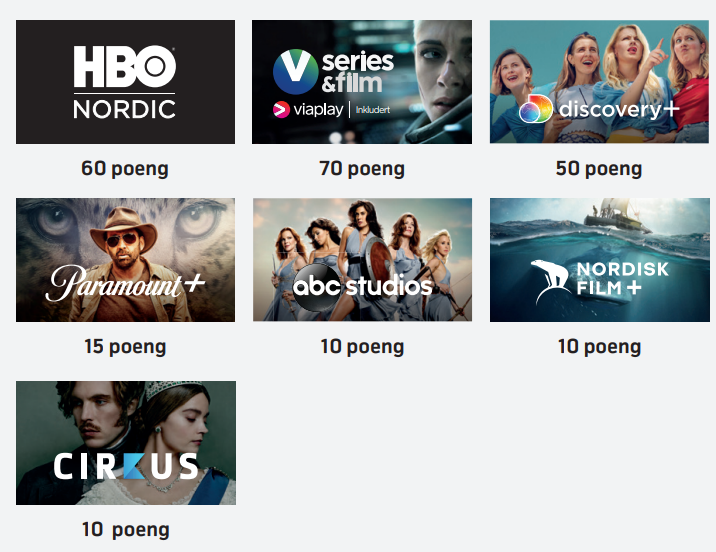 HBO
NORDIC
60 poeng
V series
&film
viaplay | Inkludert
70 poeng
discovery+
50 poeng
Paramount+
15 poeng
abc studios
10 poeng
NORDISK
FILM+
10 poeng
CIRKUS
10 poeng